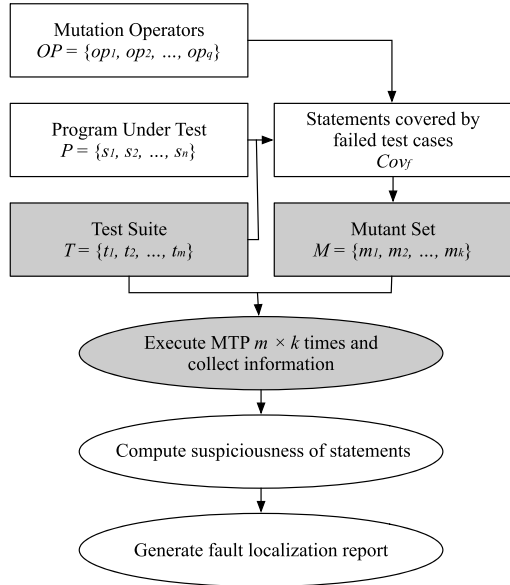 Mutation Operators
OP = {op1, op2, ..., opq}
Program Under Test
P = {s1, s2, ..., sn}
Statements covered by
failed test cases
Covf
Test Suite
T = {t1, t2, ..., tm}
Mutant Set
M = {m1, m2, ..., mk}
Execute MTP m × k times and
collect information
Compute suspiciousness of statements
Generate fault localization report